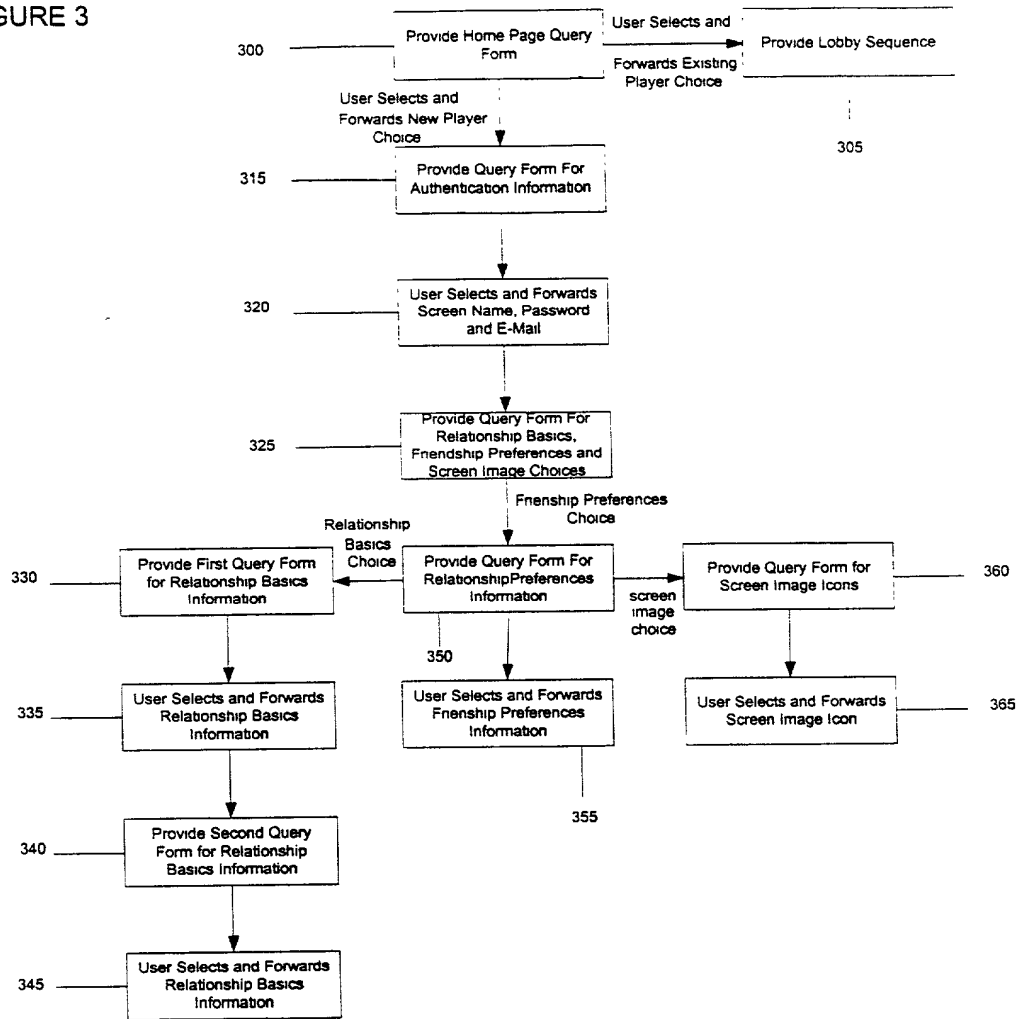 GURE 3
300
Provide Home Page Query
Form
User Selects and
Forwards Existing
Player Choice
Provide Lobby Sequence
305
User Selects and
Forwards New Player
Choice
315
Provide Query Form For
Authentication Information
320
User Selects and Forwards
Screen Name, Password
and E-Mail
325
Provide Query Form For
Relationship Basics,
Friendship Preferences and
Screen Image Choices
Frienship Preferences
Choice
Relationship
Basics
Choice
330
Provide First Query Form
for Relationship Basics
Information
Provide Query Form For
RelationshipPreferences
Information
350
screen
image
choice
Provide Query Form for
Screen Image Icons
360
335
User Selects and Forwards
Relationship Basics
Information
User Selects and Forwards
Frienship Preferences
Information
355
User Selects and Forwards
Screen Image Icon
365
340
Provide Second Query
Form for Relationship
Basics Information
345
User Selects and Forwards
Relationship Basics
Information